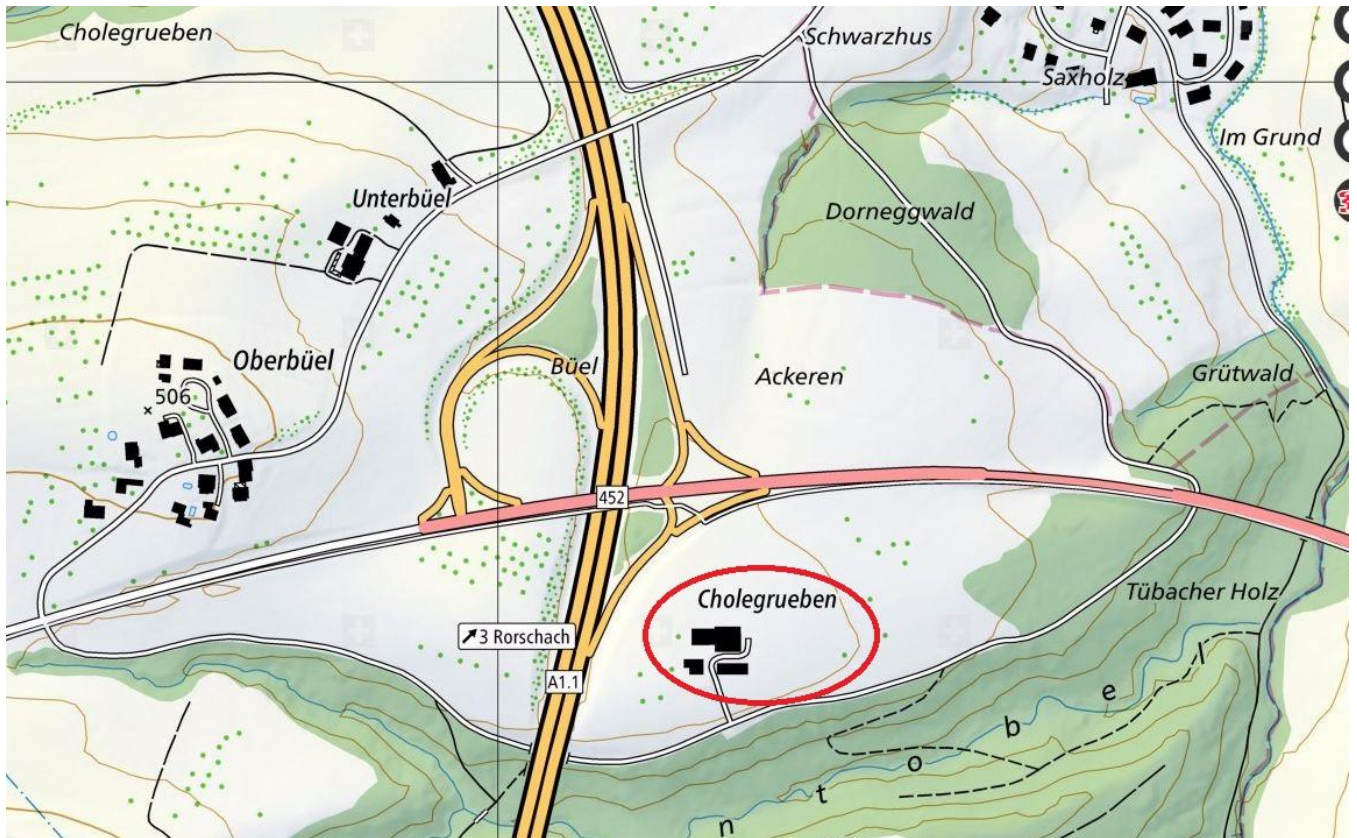 Cholegrueben
Schwarzhus
Saxholz
Im Grund
Unterbüel
Dorneggwald
Oberbüel
Büel
Ackeren
Grütwald
506
452
Cholegrueben
Tübacher Holz
3 Rorschach
A1.1
n t o b e l